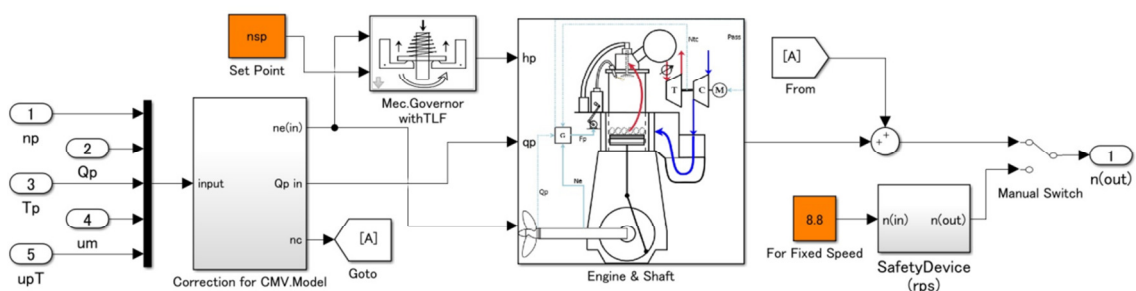 nsp
Set Point
Mec.Governor
withTLF
1
np
2
Qp
3
Tp
4
um
5
upT
input
ne(in)
Qp in
nc
Correction for CMV.Model
[A]
Goto
hp
qp
Ntc
Pass
T
C
M
G
Fp
Qp
Ne
Engine & Shaft
[A]
From
8.8
For Fixed Speed
n(in)
n(out)
SafetyDevice
(rps)
Manual Switch
1
n(out)